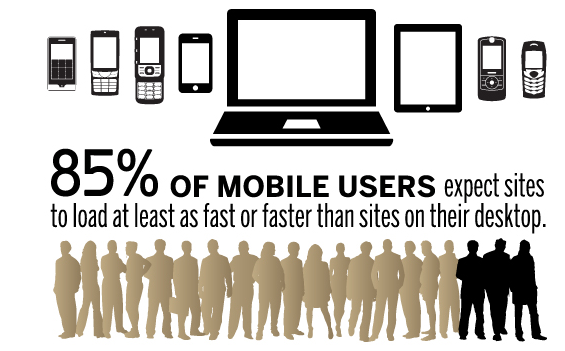 85% OF MOBILE USERS expect sites
to load at least as fast or faster than sites on their desktop.